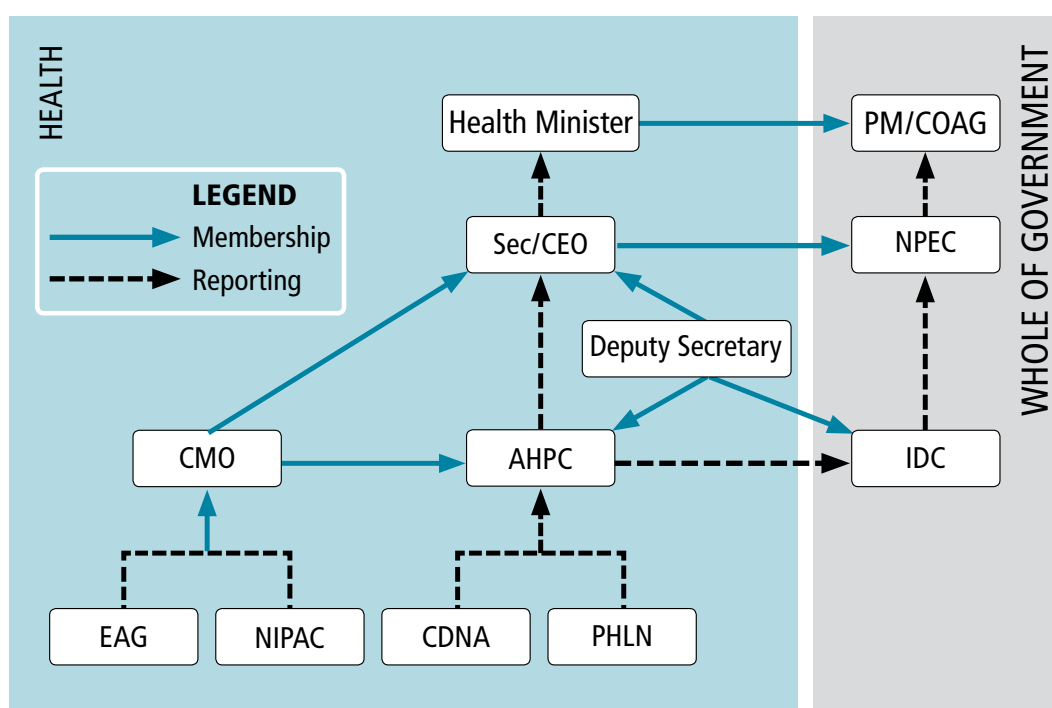 HEALTH
WHOLE OF GOVERNMENT
Health Minister
PM/COAG
LEGEND
Membership
Reporting
Sec/CEO
NPEC
Deputy Secretary
CMO
AHPC
IDC
EAG
NIPAC
CDNA
PHLN